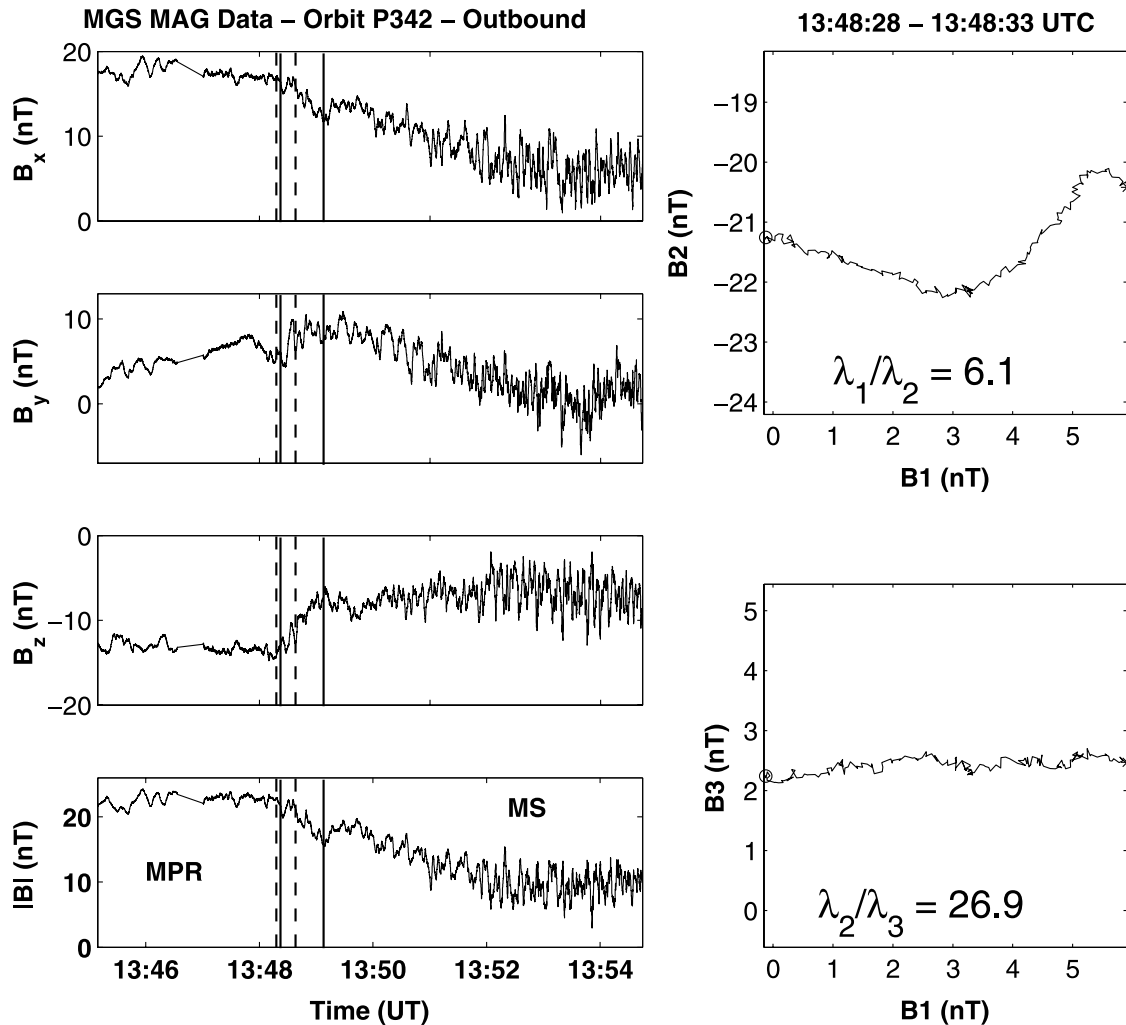 MGS MAG Data – Orbit P342 – Outbound
20
10
0
B_x (nT)
10
0
B_y (nT)
0
−10
−20
B_z (nT)
20
10
0
|B| (nT)
MPR
MS
13:46
13:48
13:50
13:52
13:54
Time (UT)
13:48:28 – 13:48:33 UTC
−19
−20
−21
−22
−23
−24
B2 (nT)
λ_1/λ_2 = 6.1
0
1
2
3
4
5
B1 (nT)
5
4
3
2
1
0
B3 (nT)
λ_2/λ_3 = 26.9
0
1
2
3
4
5
B1 (nT)